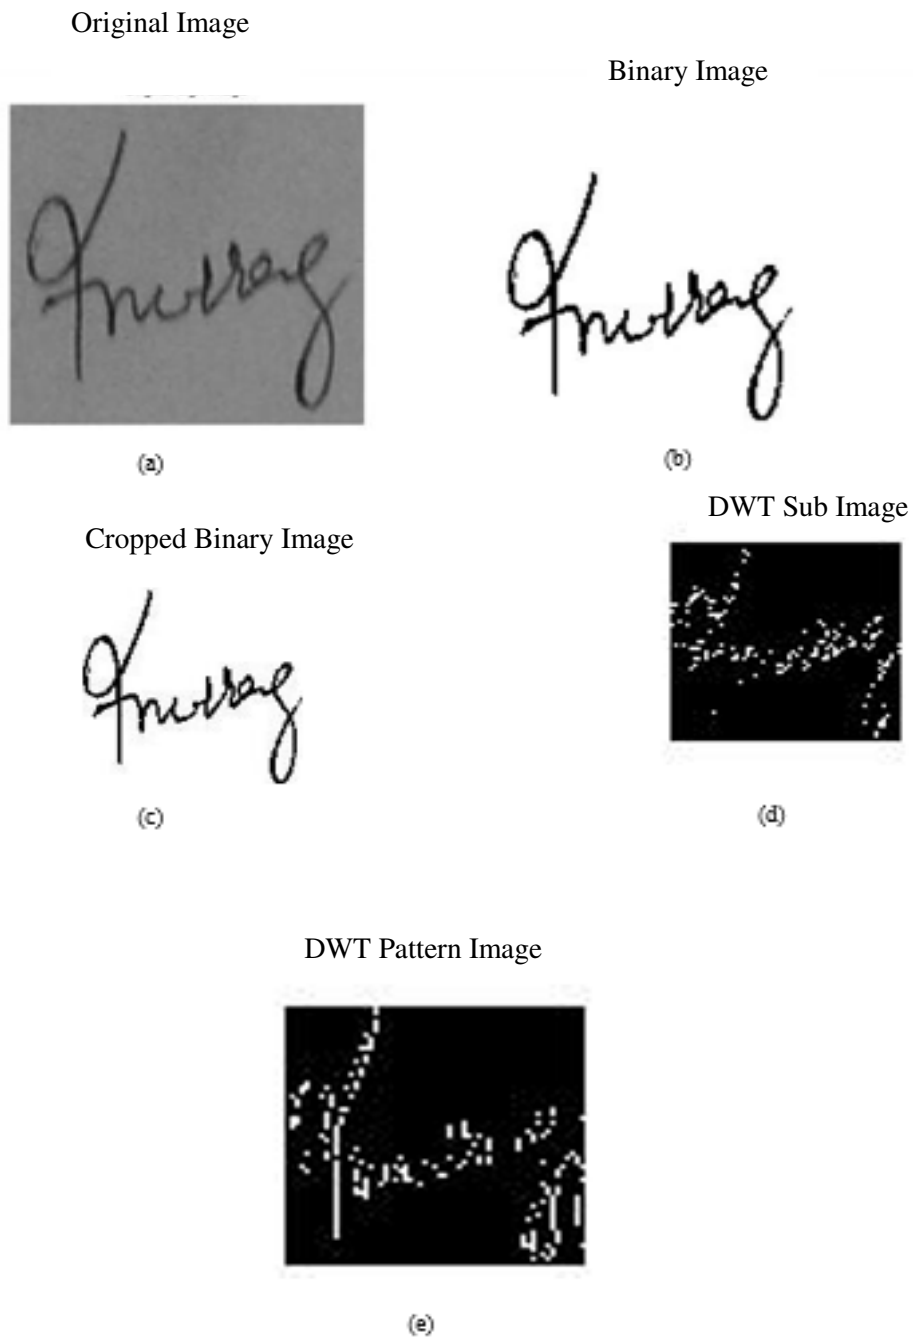 Original Image
Binary Image
(a)
(b)
Cropped Binary Image
DWT Sub Image
(c)
(d)
DWT Pattern Image
(e)